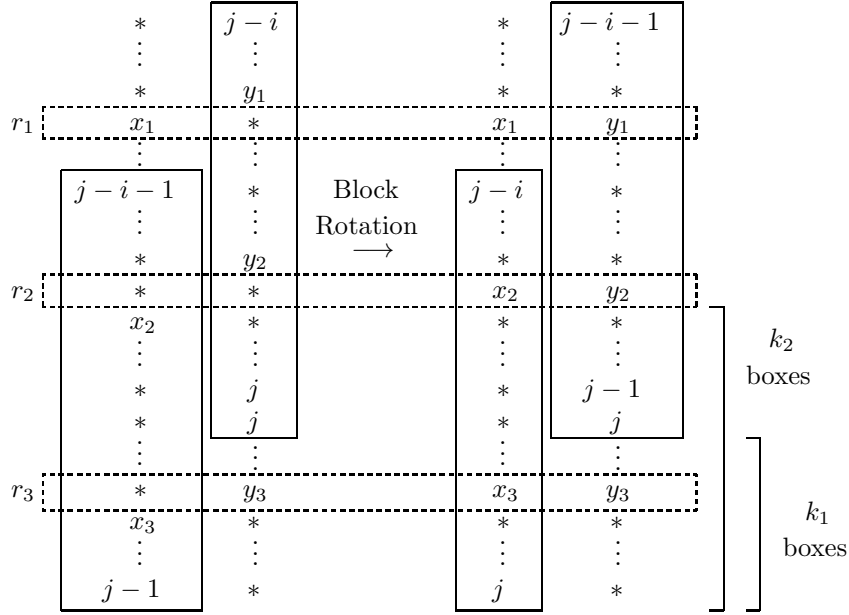 * j − i * j − i − 1
⋮ ⋮ ⋮ ⋮
* y₁ * *
r₁ x₁ * x₁ y₁
⋮ ⋮ ⋮ ⋮
j − i − 1 * Block j − i *
⋮ ⋮ Rotation ⋮ ⋮
* y₂ ⟶ * *
r₂ * * x₂ y₂
x₂ * * *
⋮ ⋮ ⋮ ⋮ k₂
* j * j − 1 boxes
* j * j
⋮ ⋮ ⋮ ⋮
r₃ * y₃ x₃ y₃
x₃ * * * k₁
⋮ ⋮ ⋮ ⋮ boxes
j − 1 * j *